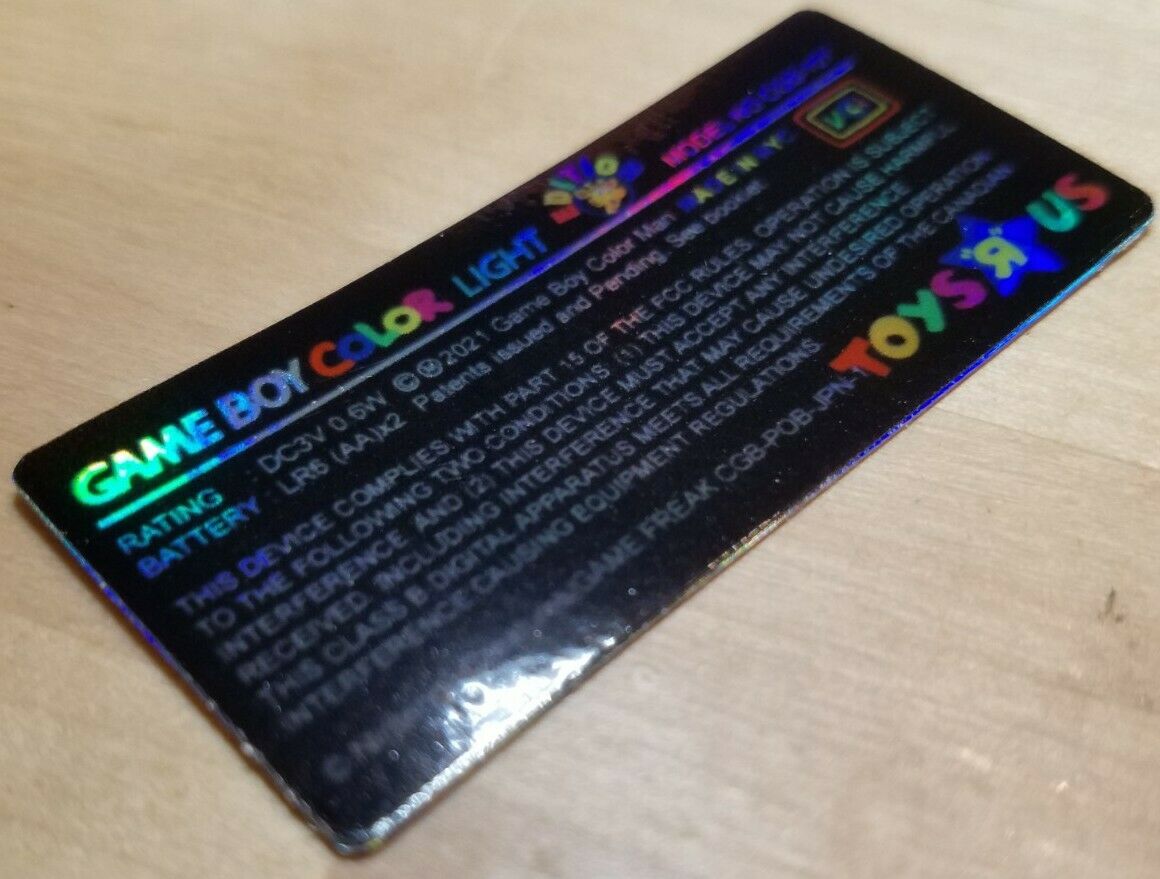 GAME BOY COLOR LIGHT
RATING DC3V 0.6W ©2021 Game Boy Color Man
BATTERY LR6 (AA)x2 Patents Issued and Pending. See booklet
THIS DEVICE COMPLIES WITH PART 15 OF THE FCC RULES. OPERATION IS SUBJECT
TO THE FOLLOWING TWO CONDITIONS (1) THIS DEVICE MAY NOT CAUSE HARMFUL
INTERFERENCE, AND (2) THIS DEVICE MUST ACCEPT ANY INTERFERENCE
RECEIVED, INCLUDING INTERFERENCE THAT MAY CAUSE UNDESIRED OPERATION
THIS CLASS B DIGITAL APPARATUS MEETS ALL REQUIREMENTS OF THE CANADIAN
INTERFERENCE CAUSING EQUIPMENT REGULATIONS
GAME FREAK CGB-POB-JPN-1
TOYS R US